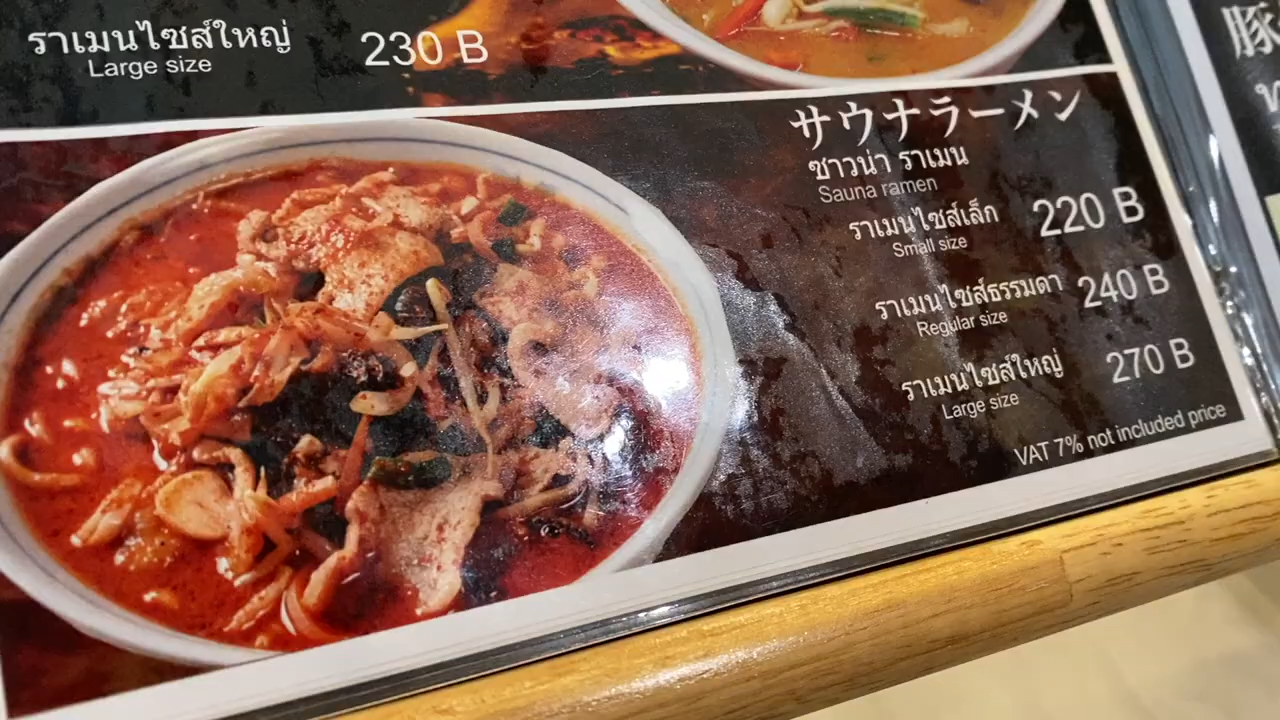 ราเมนไซส์ใหญ่ 230 B
Large size
サウナラーメン
ซาวน่า ราเมน
Sauna ramen
ราเมนไซส์เล็ก 220 B
Small size
ราเมนไซส์ธรรมดา 240 B
Regular size
ราเมนไซส์ใหญ่ 270 B
Large size
VAT 7% not included price
豚